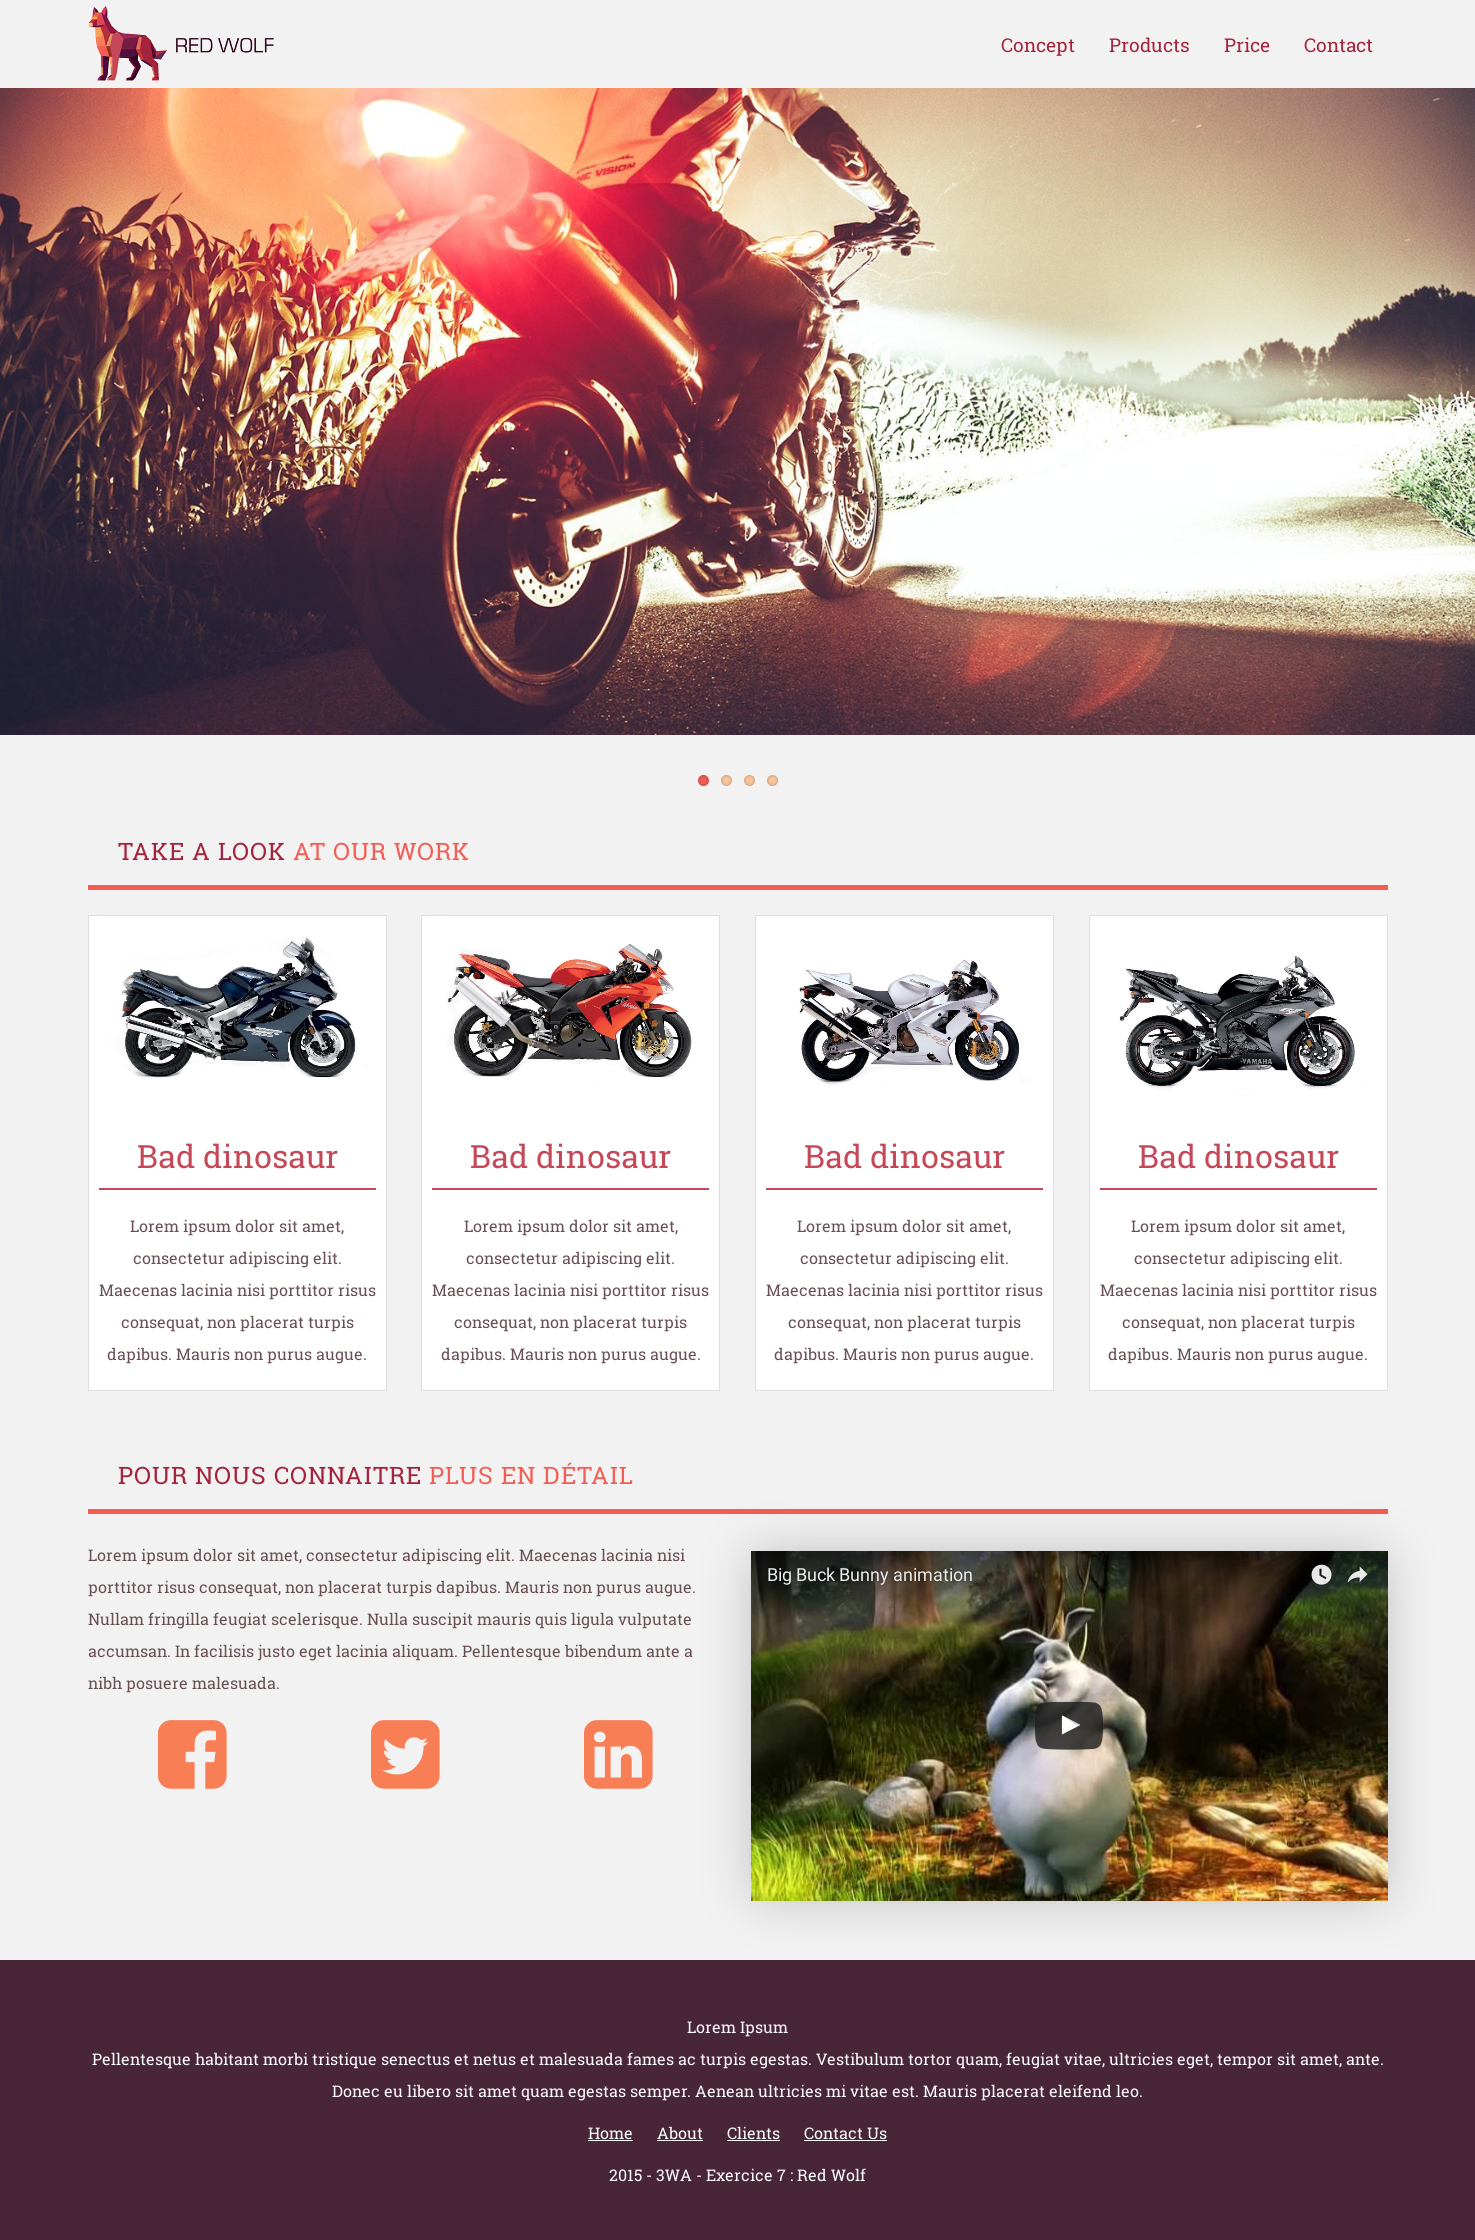 RED WOLF
Concept Products Price Contact
NE VISION
TAKE A LOOK AT OUR WORK
YAMAHA
Bad dinosaur Bad dinosaur Bad dinosaur Bad dinosaur
Lorem ipsum dolor sit amet,
consectetur adipiscing elit.
Maecenas lacinia nisi porttitor risus
consequat, non placerat turpis
dapibus. Mauris non purus augue.
Lorem ipsum dolor sit amet,
consectetur adipiscing elit.
Maecenas lacinia nisi porttitor risus
consequat, non placerat turpis
dapibus. Mauris non purus augue.
Lorem ipsum dolor sit amet,
consectetur adipiscing elit.
Maecenas lacinia nisi porttitor risus
consequat, non placerat turpis
dapibus. Mauris non purus augue.
Lorem ipsum dolor sit amet,
consectetur adipiscing elit.
Maecenas lacinia nisi porttitor risus
consequat, non placerat turpis
dapibus. Mauris non purus augue.
POUR NOUS CONNAITRE PLUS EN DÉTAIL
Lorem ipsum dolor sit amet, consectetur adipiscing elit. Maecenas lacinia nisi
porttitor risus consequat, non placerat turpis dapibus. Mauris non purus augue.
Nullam fringilla feugiat scelerisque. Nulla suscipit mauris quis ligula vulputate
accumsan. In facilisis justo eget lacinia aliquam. Pellentesque bibendum ante a
nibh posuere malesuada.
Big Buck Bunny animation
Lorem Ipsum
Pellentesque habitant morbi tristique senectus et netus et malesuada fames ac turpis egestas. Vestibulum tortor quam, feugiat vitae, ultricies eget, tempor sit amet, ante.
Donec eu libero sit amet quam egestas semper. Aenean ultricies mi vitae est. Mauris placerat eleifend leo.
Home About Clients Contact Us
2015 - 3WA - Exercice 7 : Red Wolf